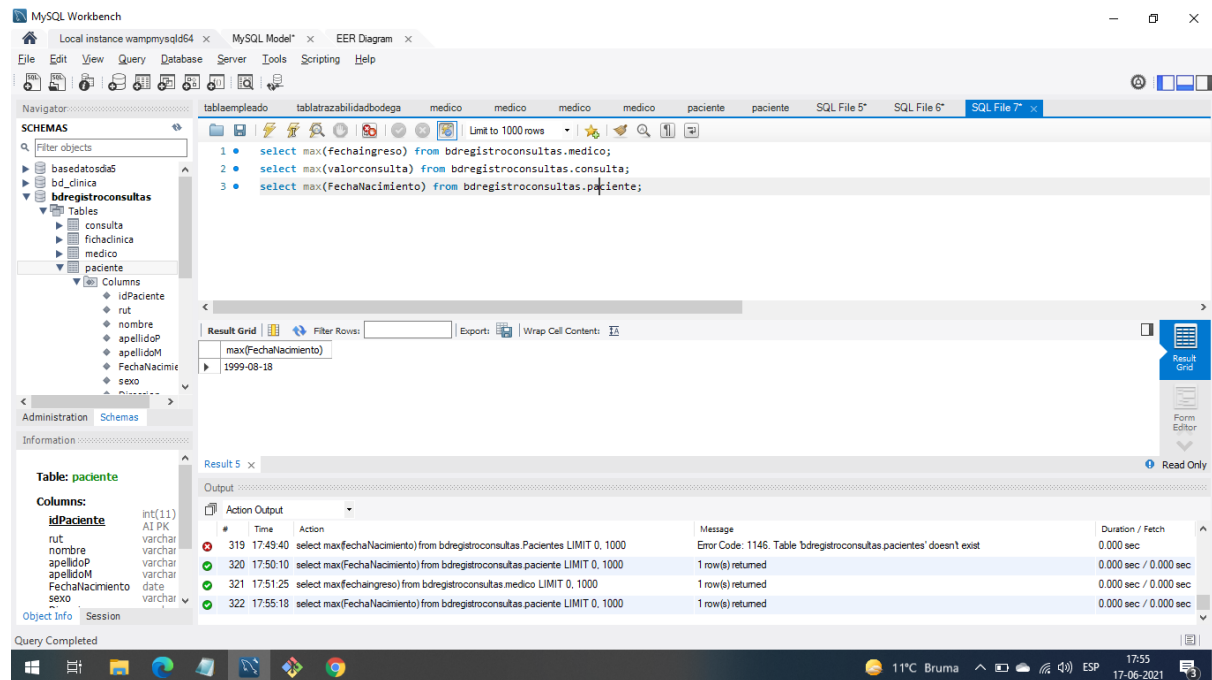 MySQL Workbench
Local instance wampmysqld64 × MySQL Model* × EER Diagram ×
File Edit View Query Database Server Tools Scripting Help
Navigator
tablaempleado tablatrazabilidadbodega medico medico medico medico paciente paciente SQL File 5* SQL File 6* SQL File 7* ×
SCHEMAS
Filter objects
Limit to 1000 rows
basedatosdia5
bd_clinica
bdregistroconsultas
Tables
consulta
fichaclinica
medico
paciente
Columns
idPaciente
rut
nombre
apellidoP
apellidoM
FechaNacimie
sexo
1 select max(fechaingreso) from bdregistroconsultas.medico;
2 select max(valorconsulta) from bdregistroconsultas.consulta;
3 select max(FechaNacimiento) from bdregistroconsultas.paciente;
Result Grid Filter Rows: Export: Wrap Cell Content:
max(FechaNacimiento)
1999-08-18
Result Grid
Form Editor
Administration Schemas
Information
Result 5 ×
Read Only
Table: paciente
Columns:
idPaciente int(11) AI PK
rut varchar
nombre varchar
apellidoP varchar
apellidoM varchar
FechaNacimiento date
sexo varchar
Object Info Session
Output
Action Output
# Time Action Message Duration / Fetch
319 17:49:40 select max(fechaNacimiento) from bdregistroconsultas.Pacientes LIMIT 0, 1000 Error Code: 1146. Table 'bdregistroconsultas.pacientes' doesn't exist 0.000 sec
320 17:50:10 select max(fechaNacimiento) from bdregistroconsultas.paciente LIMIT 0, 1000 1 row(s) returned 0.000 sec / 0.000 sec
321 17:51:25 select max(fechaingreso) from bdregistroconsultas.medico LIMIT 0, 1000 1 row(s) returned 0.000 sec / 0.000 sec
322 17:55:18 select max(FechaNacimiento) from bdregistroconsultas.paciente LIMIT 0, 1000 1 row(s) returned 0.000 sec / 0.000 sec
Query Completed
11°C Bruma ESP 17:55
17-06-2021
3